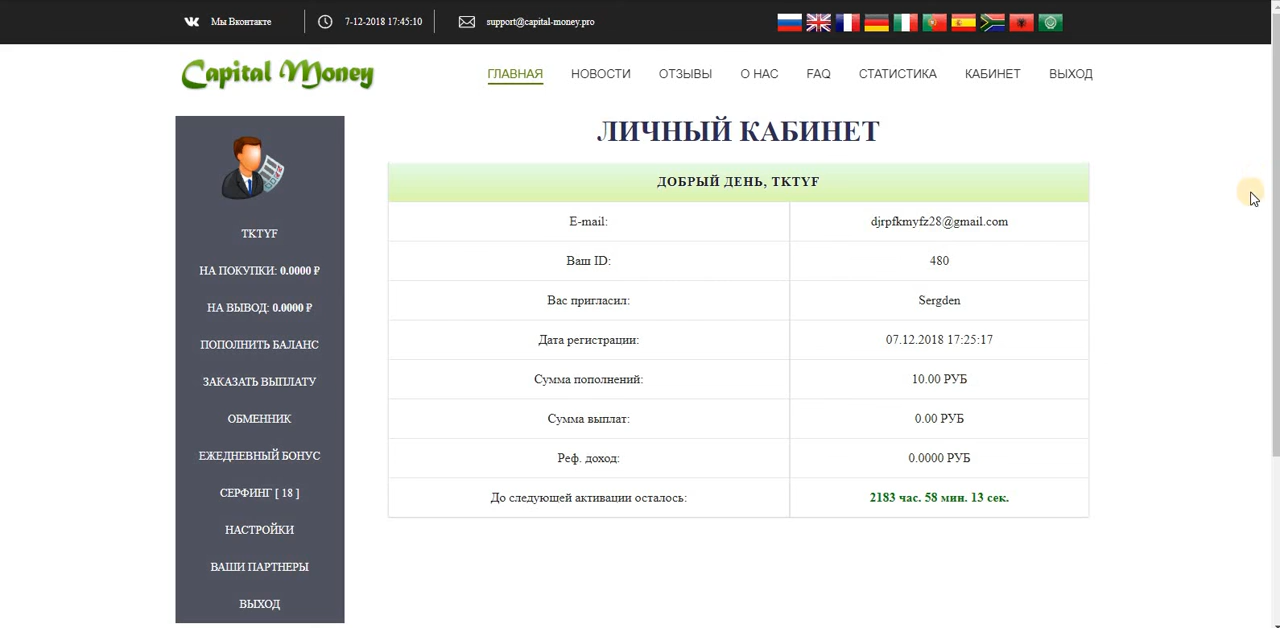 Мы Вконтакте 7-12-2018 17:45:10 support@capital-money.pro
Capital Money
ГЛАВНАЯ НОВОСТИ ОТЗЫВЫ О НАС FAQ СТАТИСТИКА КАБИНЕТ ВЫХОД
TKTYF
НА ПОКУПКИ: 0.0000 ₽
НА ВЫВОД: 0.0000 ₽
ПОПОЛНИТЬ БАЛАНС
ЗАКАЗАТЬ ВЫПЛАТУ
ОБМЕННИК
ЕЖЕДНЕВНЫЙ БОНУС
СЕРФИНГ [ 18 ]
НАСТРОЙКИ
ВАШИ ПАРТНЕРЫ
ВЫХОД
ЛИЧНЫЙ КАБИНЕТ
ДОБРЫЙ ДЕНЬ, TKTYF
E-mail: djrpfkmyfz28@gmail.com
Ваш ID: 480
Вас пригласил: Sergden
Дата регистрации: 07.12.2018 17:25:17
Сумма пополнений: 10.00 РУБ
Сумма выплат: 0.00 РУБ
Реф. доход: 0.0000 РУБ
До следующей активации осталось: 2183 час. 58 мин. 13 сек.